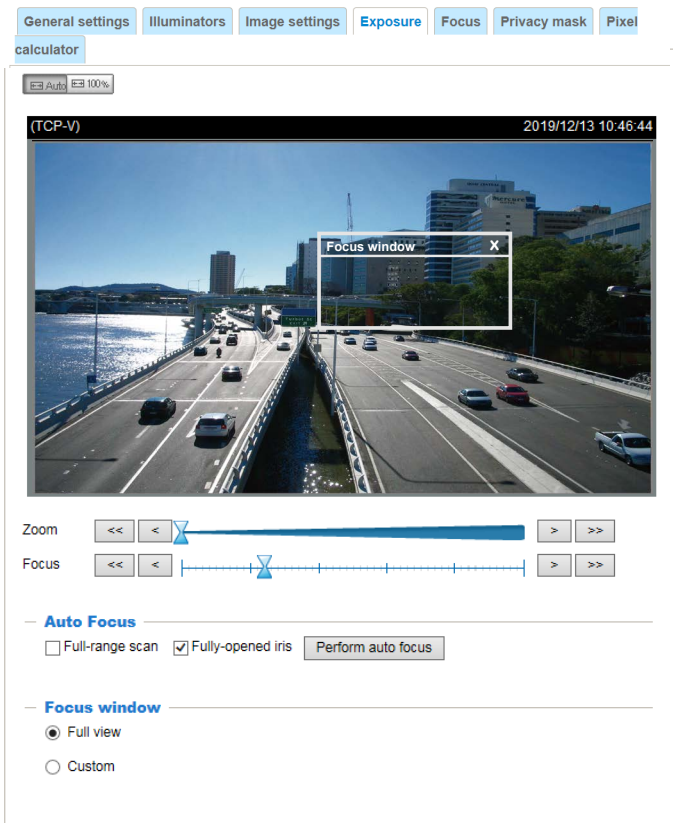 General settings Illuminators Image settings Exposure Focus Privacy mask Pixel
calculator
Auto 100%
(TCP-V) 2019/12/13 10:46:44
Focus window X
Zoom << < > >>
Focus << < > >>
Auto Focus
Full-range scan Fully-opened iris Perform auto focus
Focus window
Full view
Custom